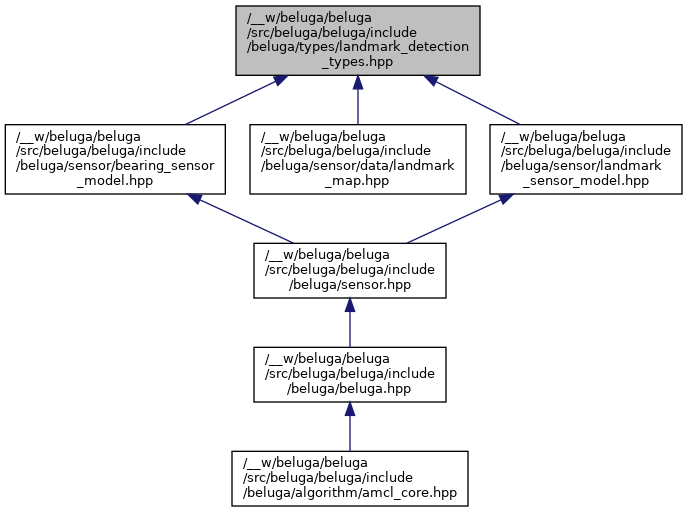 /__w/beluga/beluga
/src/beluga/beluga/include
/beluga/types/landmark_detection
_types.hpp
/__w/beluga/beluga
/src/beluga/beluga/include
/beluga/sensor/bearing_sensor
_model.hpp
/__w/beluga/beluga
/src/beluga/beluga/include
/beluga/sensor/data/landmark
_map.hpp
/__w/beluga/beluga
/src/beluga/beluga/include
/beluga/sensor/landmark
_sensor_model.hpp
/__w/beluga/beluga
/src/beluga/beluga/include
/beluga/sensor.hpp
/__w/beluga/beluga
/src/beluga/beluga/include
/beluga/beluga.hpp
/__w/beluga/beluga
/src/beluga/beluga/include
/beluga/algorithm/amcl_core.hpp